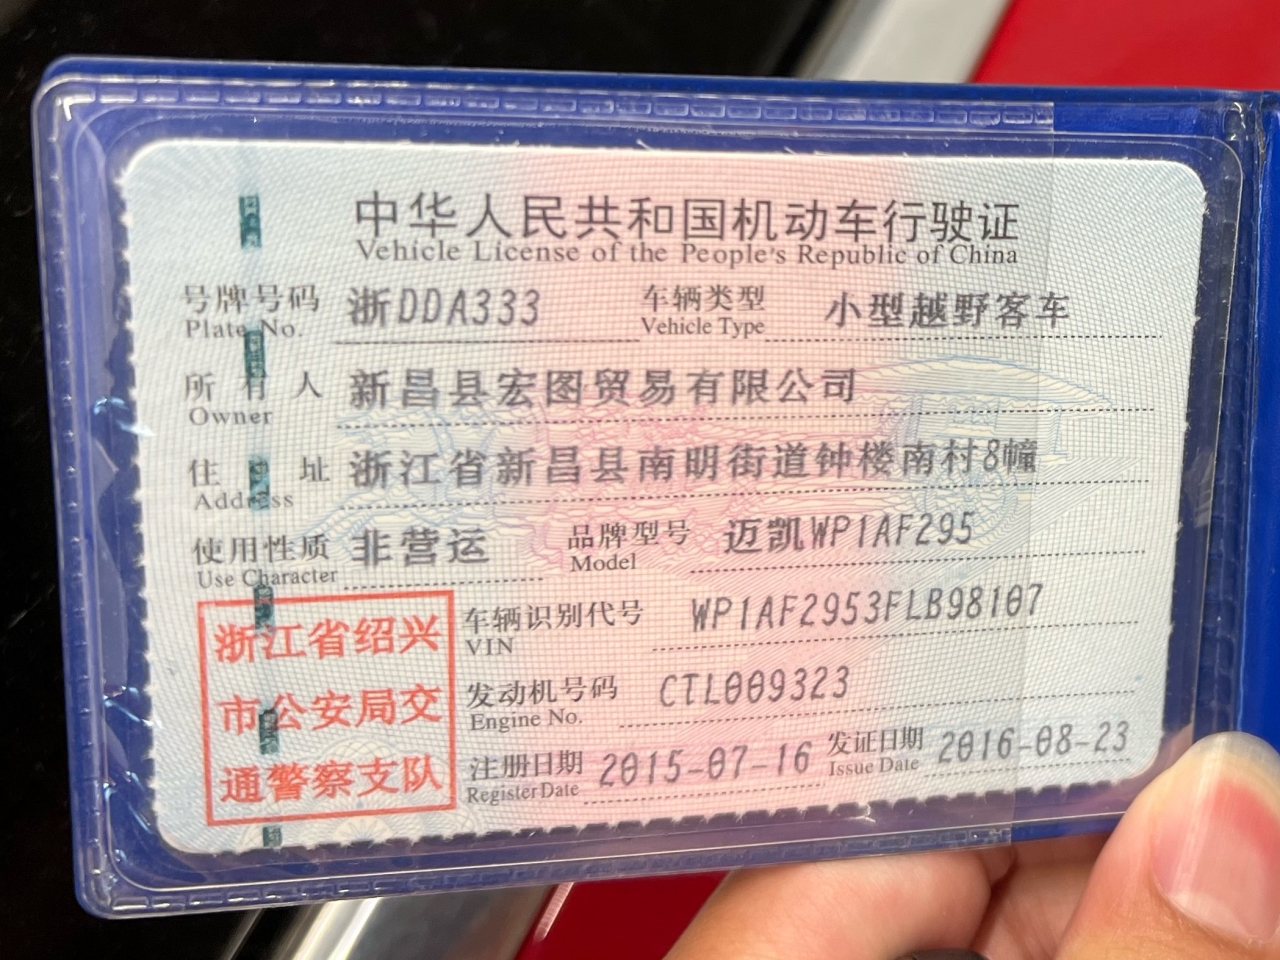 中华人民共和国机动车行驶证
Vehicle License of the People's Republic of China
号牌号码 浙DDA333 车辆类型 小型越野客车
Plate No. Vehicle Type
所有人 新昌县宏图贸易有限公司
Owner
住址 浙江省新昌县南明街道钟楼南村8幢
Address
使用性质 非营运 品牌型号 迈凯WP1AF295
Use Character Model
车辆识别代号 WP1AF2953FLB98107
VIN
发动机号码 CTL009323
Engine No.
注册日期 2015-07-16 发证日期 2016-08-23
Register Date Issue Date
浙江省绍兴
市公安局交
通警察支队